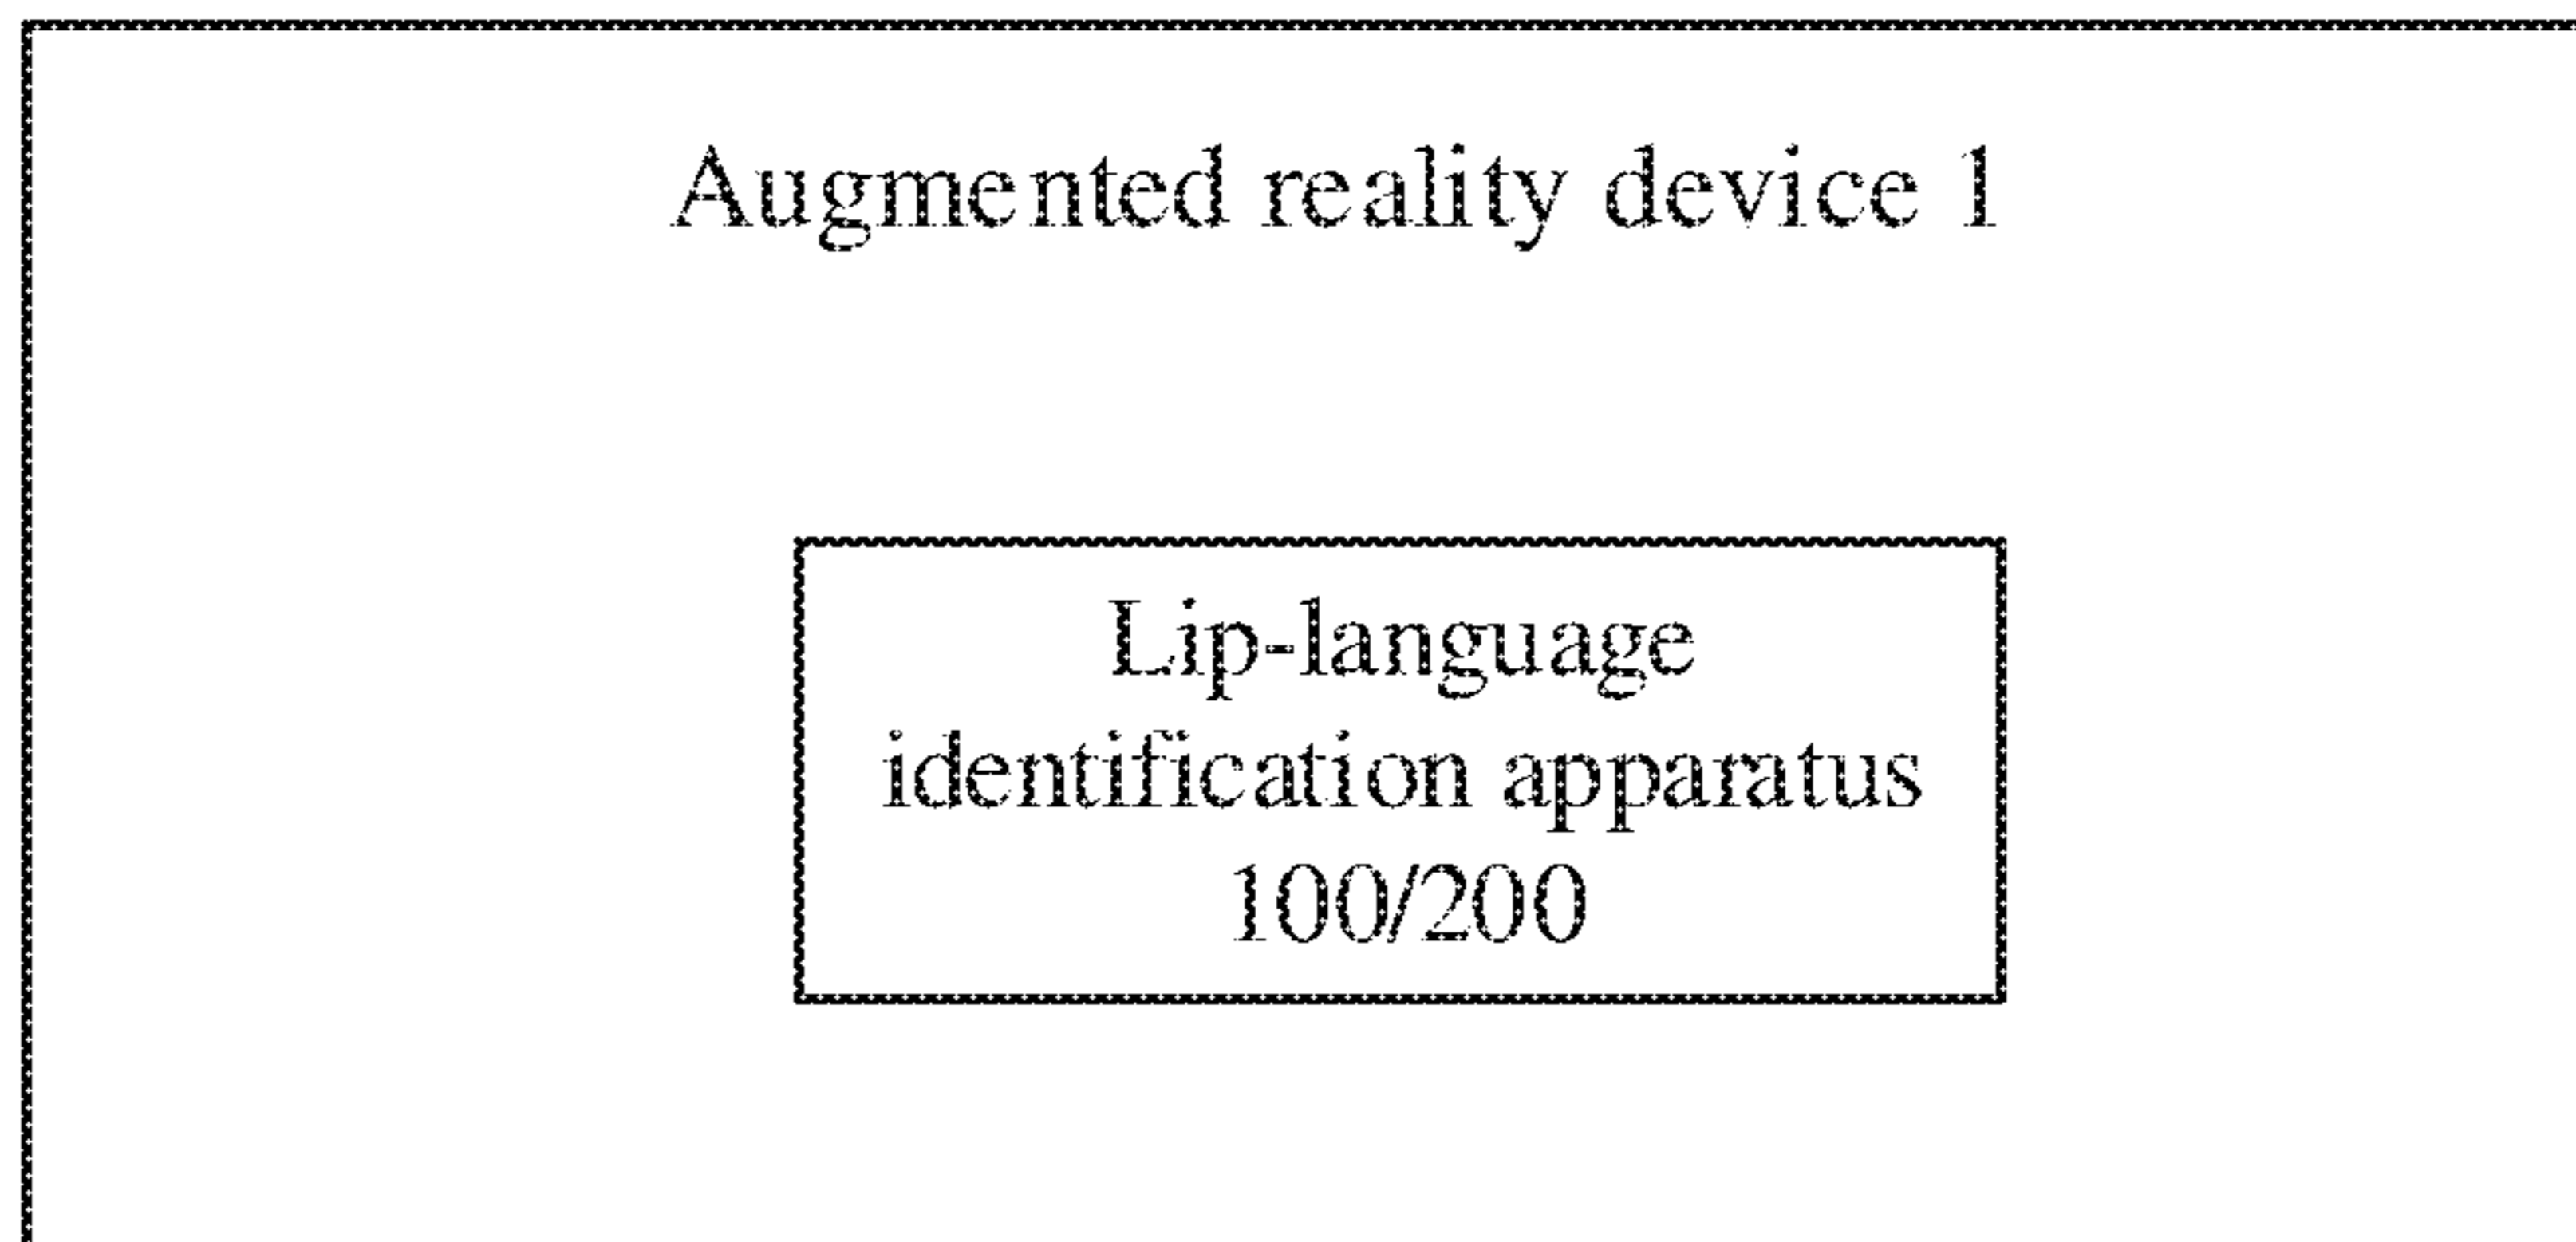 Augmented reality device 1
Lip-language
identification apparatus
100/200